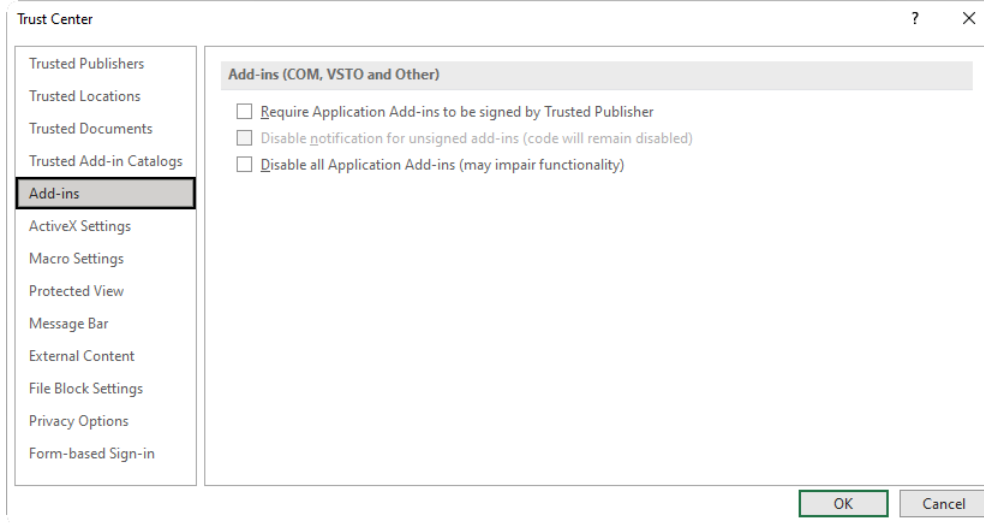 Trust Center
?
Trusted Publishers
Trusted Locations
Trusted Documents
Trusted Add-in Catalogs
Add-ins
ActiveX Settings
Macro Settings
Protected View
Message Bar
External Content
File Block Settings
Privacy Options
Form-based Sign-in
Add-ins (COM, VSTO and Other)
Require Application Add-ins to be signed by Trusted Publisher
Disable notification for unsigned add-ins (code will remain disabled)
Disable all Application Add-ins (may impair functionality)
OK
Cancel